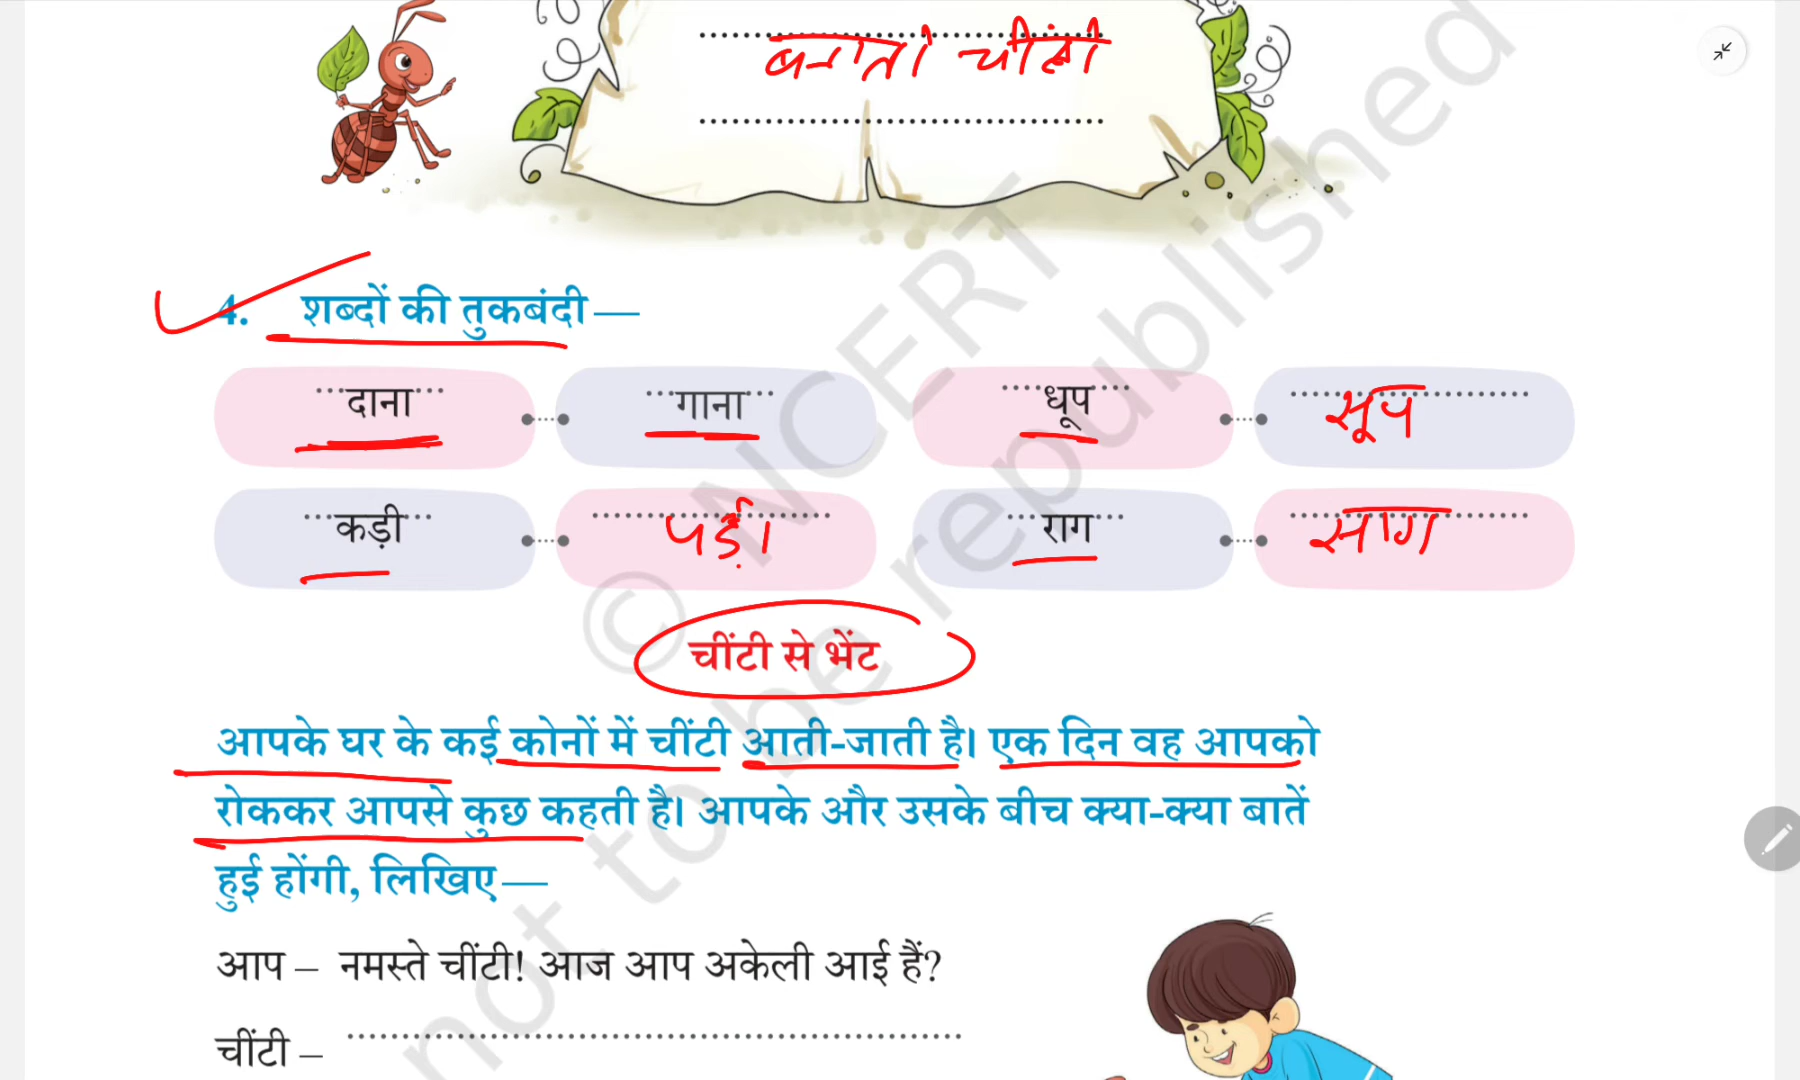 बनाती चींटी
4. शब्दों की तुकबंदी—
दाना गाना धूप सूप
कड़ी पड़ी राग साग
चींटी से भेंट
आपके घर के कई कोनों में चींटी आती-जाती है। एक दिन वह आपको
रोककर आपसे कुछ कहती है। आपके और उसके बीच क्या-क्या बातें
हुई होंगी, लिखिए—
आप – नमस्ते चींटी! आज आप अकेली आई हैं?
चींटी –
© NCERT
not to be republished